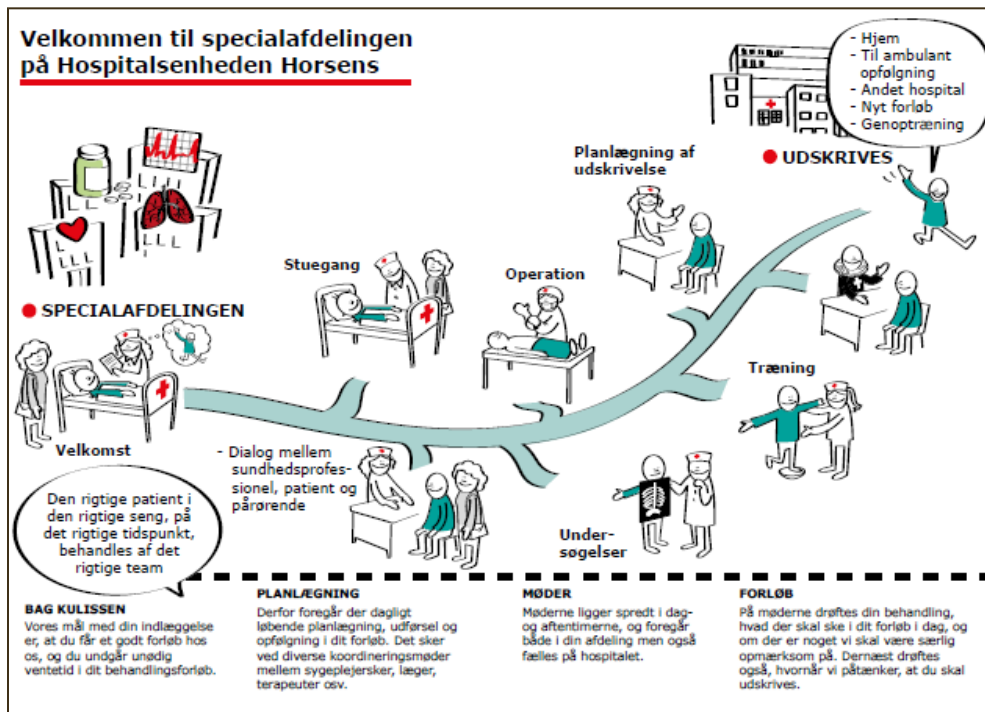 Velkommen til specialafdelingen
på Hospitalsenheden Horsens
- Hjem
- Til ambulant
opfølgning
- Andet hospital
- Nyt forløb
- Genoptræning
UDSKRIVES
Planlægning af
udskrivelse
Stuegang
Operation
SPECIALAFDELINGEN
Træning
Velkomst
- Dialog mellem
sundhedsprofes-
sionel, patient og
pårørende
Under-
søgelser
Den rigtige patient i
den rigtige seng, på
det rigtige tidspunkt,
behandles af det
rigtige team
BAG KULISSEN
Vores mål med din indlæggelse
er, at du får et godt forløb hos
os, og du undgår unødig
ventetid i dit behandlingsforløb.
PLANLÆGNING
Derfor foregår der dagligt
løbende planlægning, udførsel og
opfølgning i dit forløb. Det sker
ved diverse koordineringsmøder
mellem sygeplejersker, læger,
terapeuter osv.
MØDER
Møderne ligger spredt i dag-
og aftentimerne, og foregår
både i din afdeling men også
fælles på hospitalet.
FORLØB
På møderne drøftes din behandling,
hvad der skal ske i dit forløb i dag, og
om der er noget vi skal være særlig
opmærksom på. Dernæst drøftes
også, hvornår vi påtænker, at du skal
udskrives.